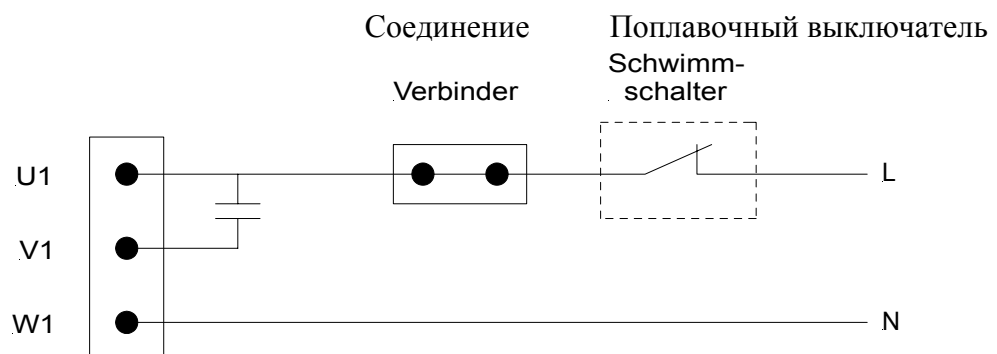 Соединение Поплавочный выключатель
Schwimm-
Verbinder schalter
U1 L
V1
W1 N